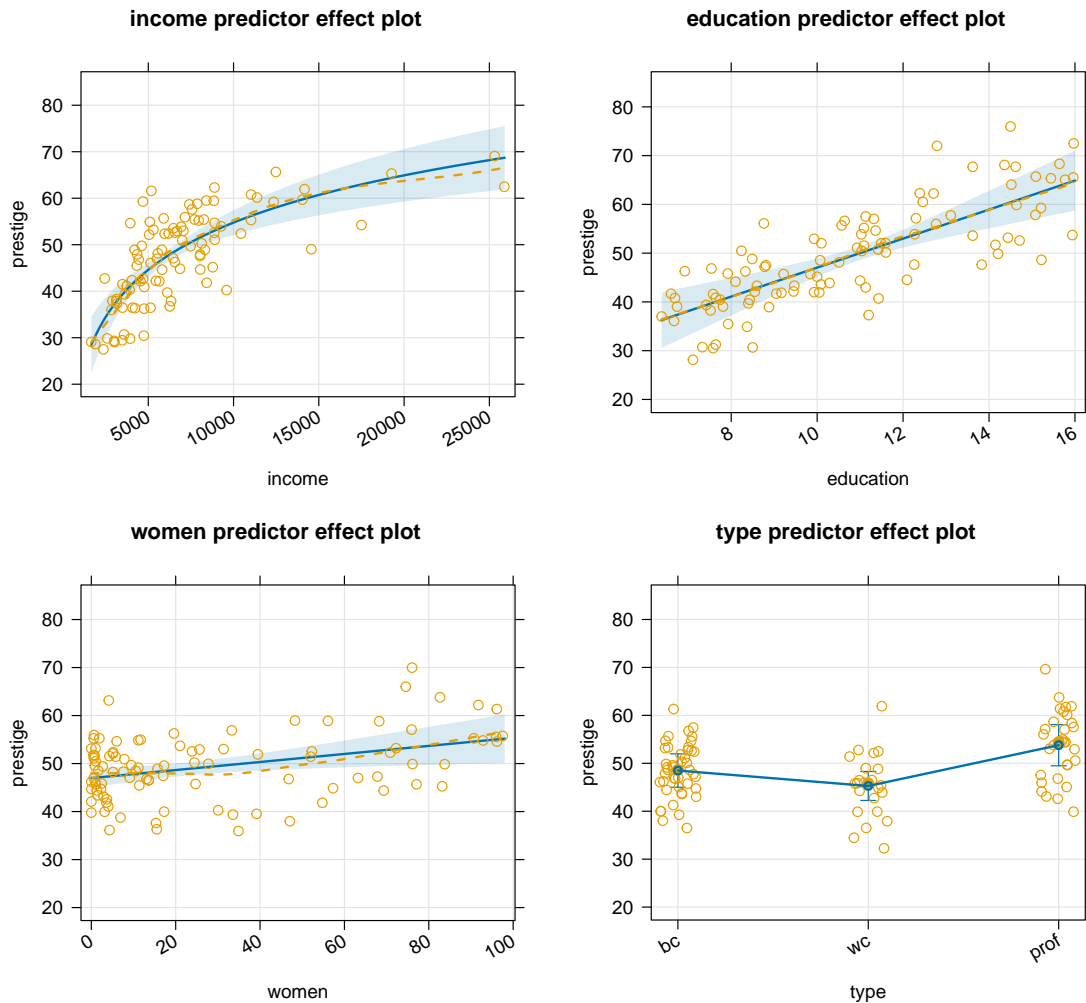 income predictor effect plot
prestige
80
70
60
50
40
30
20
5000
10000
15000
20000
25000
income
education predictor effect plot
prestige
80
70
60
50
40
30
20
8
10
12
14
16
education
women predictor effect plot
prestige
80
70
60
50
40
30
20
0
20
40
60
80
100
women
type predictor effect plot
prestige
80
70
60
50
40
30
20
bc
wc
prof
type